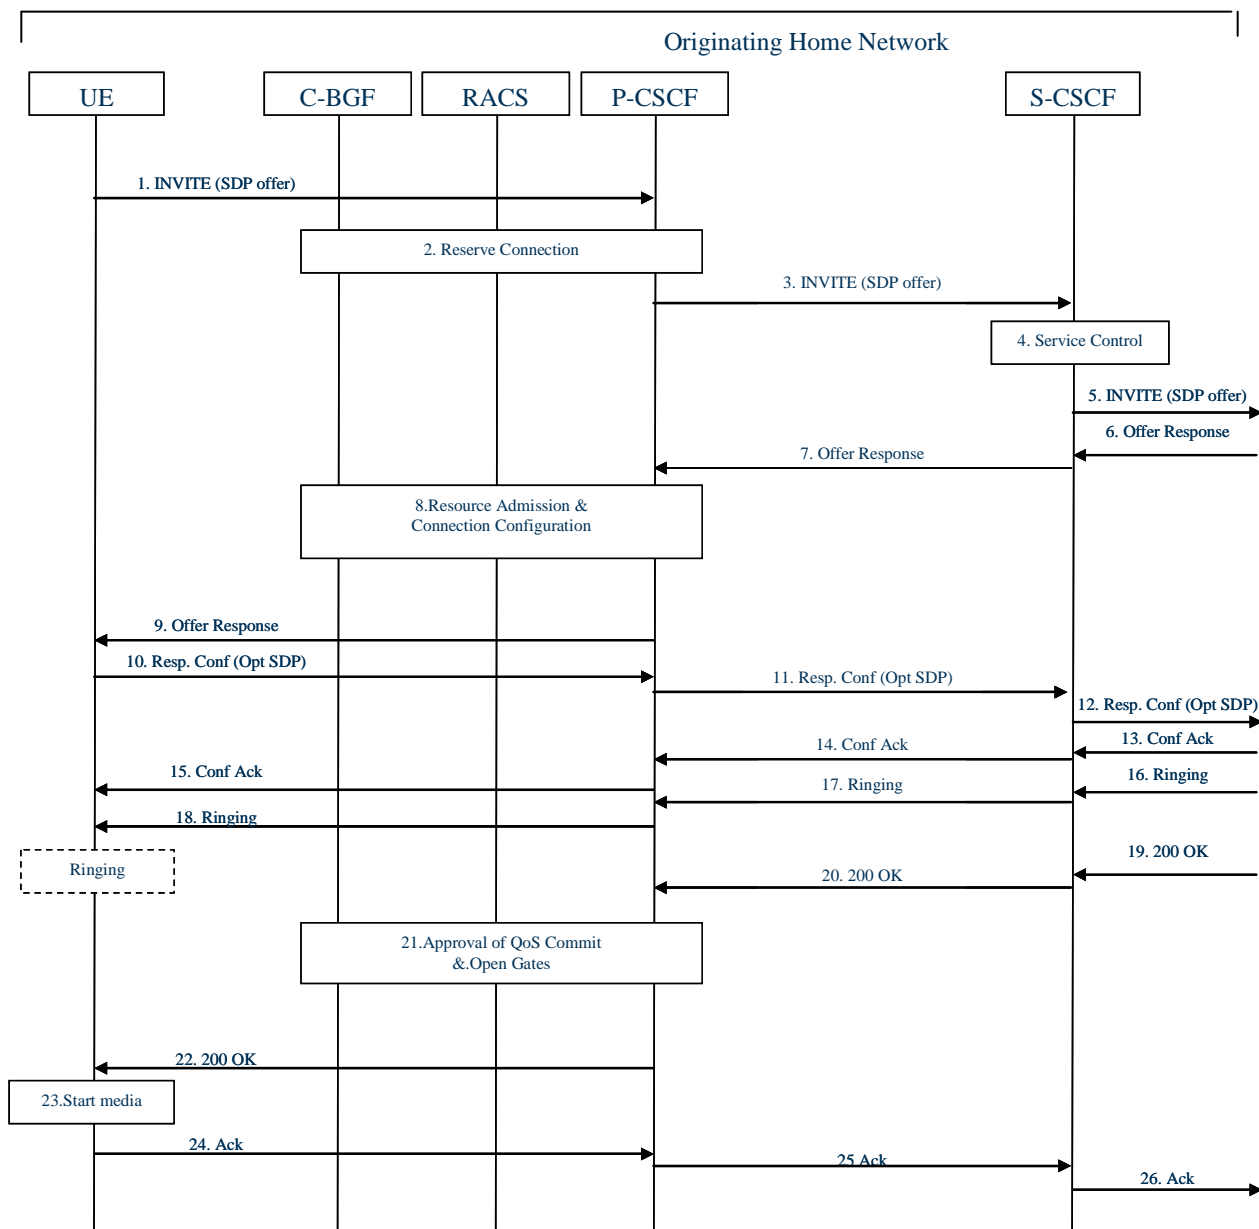 Originating Home Network
UE
C-BGF
RACS
P-CSCF
S-CSCF
1. INVITE (SDP offer)
2. Reserve Connection
3. INVITE (SDP offer)
4. Service Control
5. INVITE (SDP offer)
6. Offer Response
7. Offer Response
8.Resource Admission &
Connection Configuration
9. Offer Response
10. Resp. Conf (Opt SDP)
11. Resp. Conf (Opt SDP)
12. Resp. Conf (Opt SDP)
13. Conf Ack
14. Conf Ack
15. Conf Ack
16. Ringing
17. Ringing
18. Ringing
Ringing
19. 200 OK
20. 200 OK
21.Approval of QoS Commit
&.Open Gates
22. 200 OK
23.Start media
24. Ack
25 Ack
26. Ack